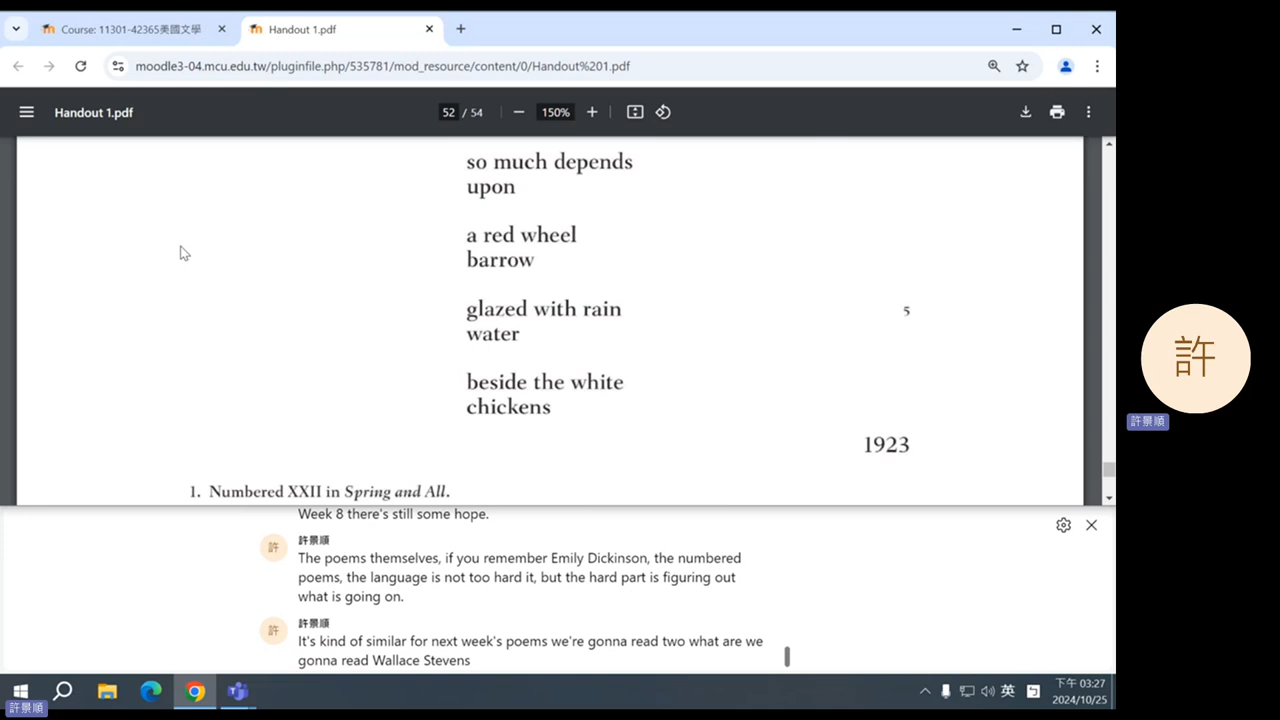 Course: 11301-42365美國文學
Handout 1.pdf
moodle3-04.mcu.edu.tw/pluginfile.php/535781/mod_resource/content/0/Handout%201.pdf
Handout 1.pdf
52 / 54
150%
so much depends
upon
a red wheel
barrow
glazed with rain
5
water
beside the white
chickens
1923
1. Numbered XXII in Spring and All.
Week 8 there's still some hope.
許
許景順
The poems themselves, if you remember Emily Dickinson, the numbered
poems, the language is not too hard it, but the hard part is figuring out
what is going on.
許
許景順
It's kind of similar for next week's poems we're gonna read two what are we
gonna read Wallace Stevens
許
許景順
英
下午 03:27
2024/10/25
許景順